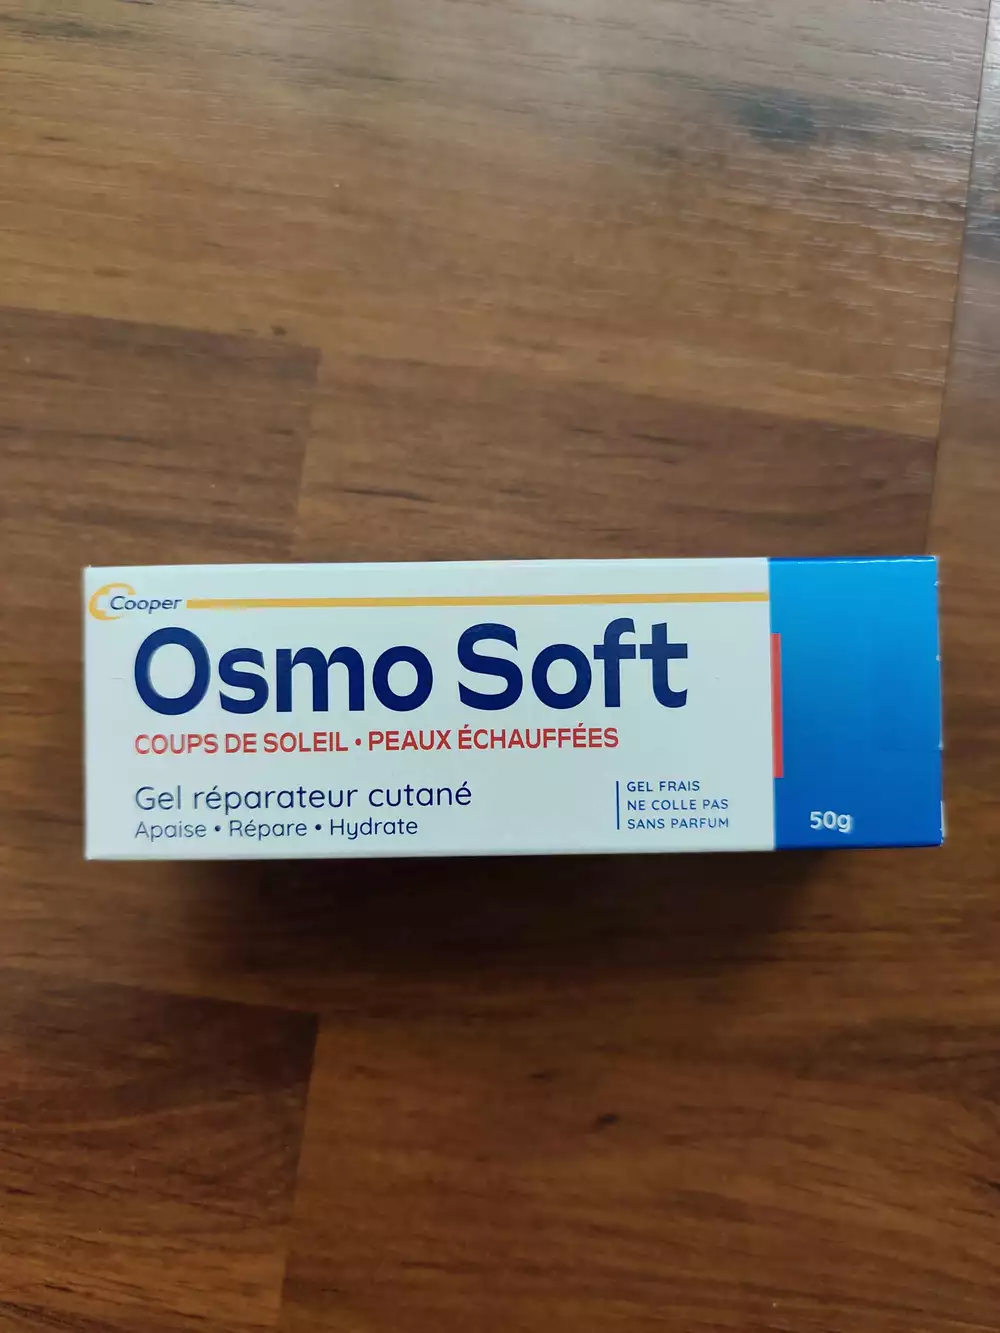 Cooper
Osmo Soft
COUPS DE SOLEIL • PEAUX ÉCHAUFFÉES
Gel réparateur cutané
Apaise • Répare • Hydrate
GEL FRAIS
NE COLLE PAS
SANS PARFUM
50g